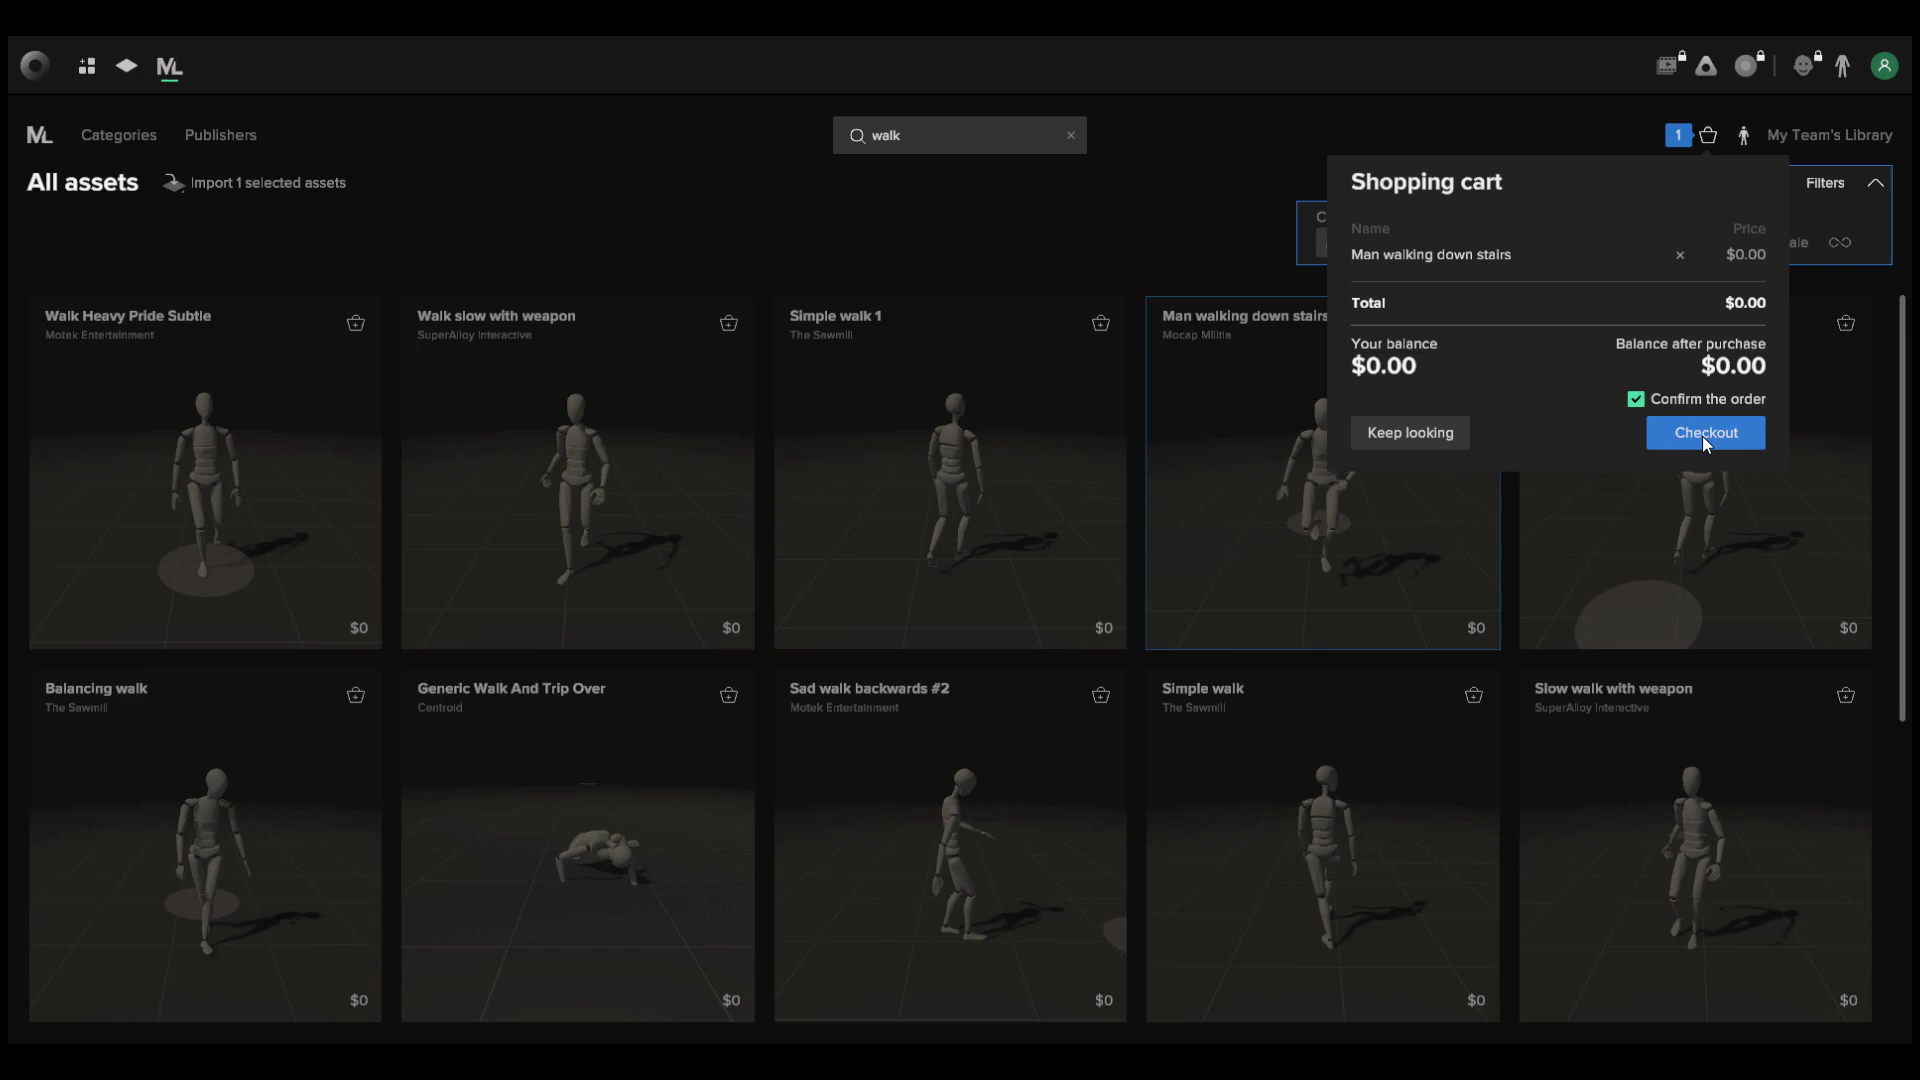 ML
ML
Categories
Publishers
walk
1
My Team's Library
All assets
Import 1 selected assets
Filters
C
ale
Shopping cart
Name
Price
Man walking down stairs
$0.00
Total
$0.00
Your balance
Balance after purchase
$0.00
$0.00
Confirm the order
Keep looking
Checkout
Walk Heavy Pride Subtle
Motek Entertainment
$0
Walk slow with weapon
SuperAlloy Interactive
$0
Simple walk 1
The Sawmill
$0
Man walking down stairs
Mocap Militia
$0
$0
Balancing walk
The Sawmill
$0
Generic Walk And Trip Over
Centroid
$0
Sad walk backwards #2
Motek Entertainment
$0
Simple walk
The Sawmill
$0
Slow walk with weapon
SuperAlloy Interactive
$0